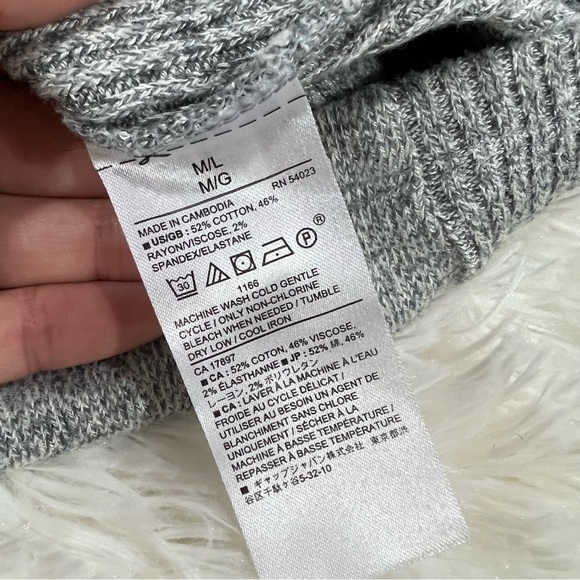 M/L
M/G
MADE IN CAMBODIA RN 54023
■ US/GB : 52% COTTON, 46%
RAYON/VISCOSE, 2%
SPANDEX/ELASTANE
30 P ®
1166
MACHINE WASH COLD GENTLE
CYCLE / ONLY NON-CHLORINE
BLEACH WHEN NEEDED / TUMBLE
DRY LOW / COOL IRON
CA 17897
■ CA : 52% COTON, 46% VISCOSE,
2% ÉLASTHANNE ■ JP : 52% 綿, 46%
レーヨン, 2% ポリウレタン
■ CA : LAVER À LA MACHINE À L'EAU
FROIDE AU CYCLE DÉLICAT /
UTILISER AU BESOIN UN AGENT DE
BLANCHIMENT SANS CHLORE
UNIQUEMENT / SÉCHER À LA
MACHINE À BASSE TEMPÉRATURE /
REPASSER À BASSE TEMPÉRATURE
■ ギャップジャパン株式会社 東京都渋
谷区千駄ヶ谷5-32-10